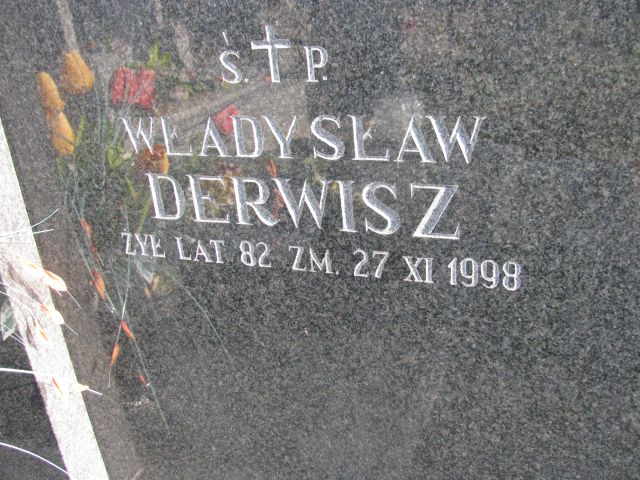 Ś. P.
WŁADYSŁAW
DERWISZ
ŻYŁ LAT 82 ZM. 27 XI 1998